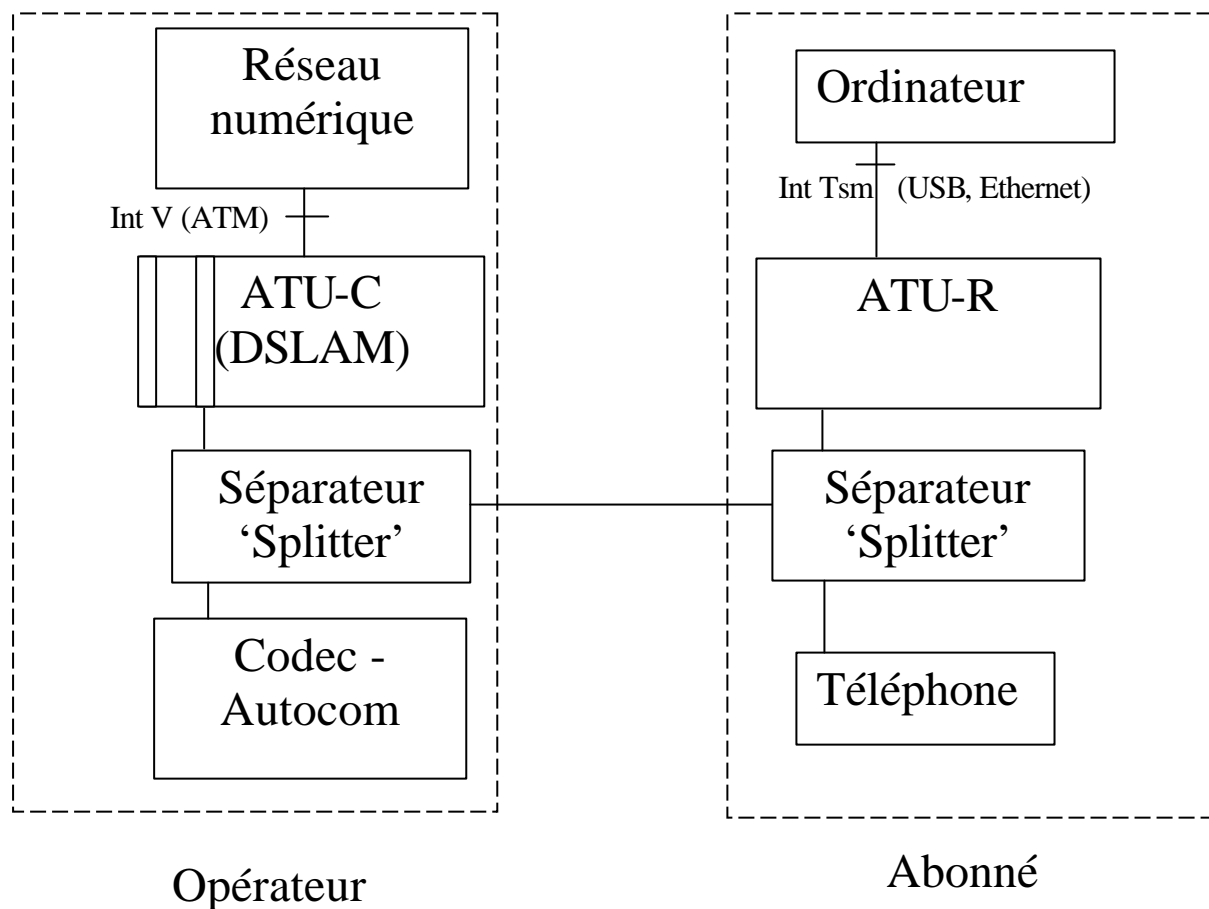 Réseau
numérique
Int V (ATM)
ATU-C
(DSLAM)
Séparateur
‘Splitter’
Codec -
Autocom
Opérateur
Ordinateur
Int Tsm (USB, Ethernet)
ATU-R
Séparateur
‘Splitter’
Téléphone
Abonné